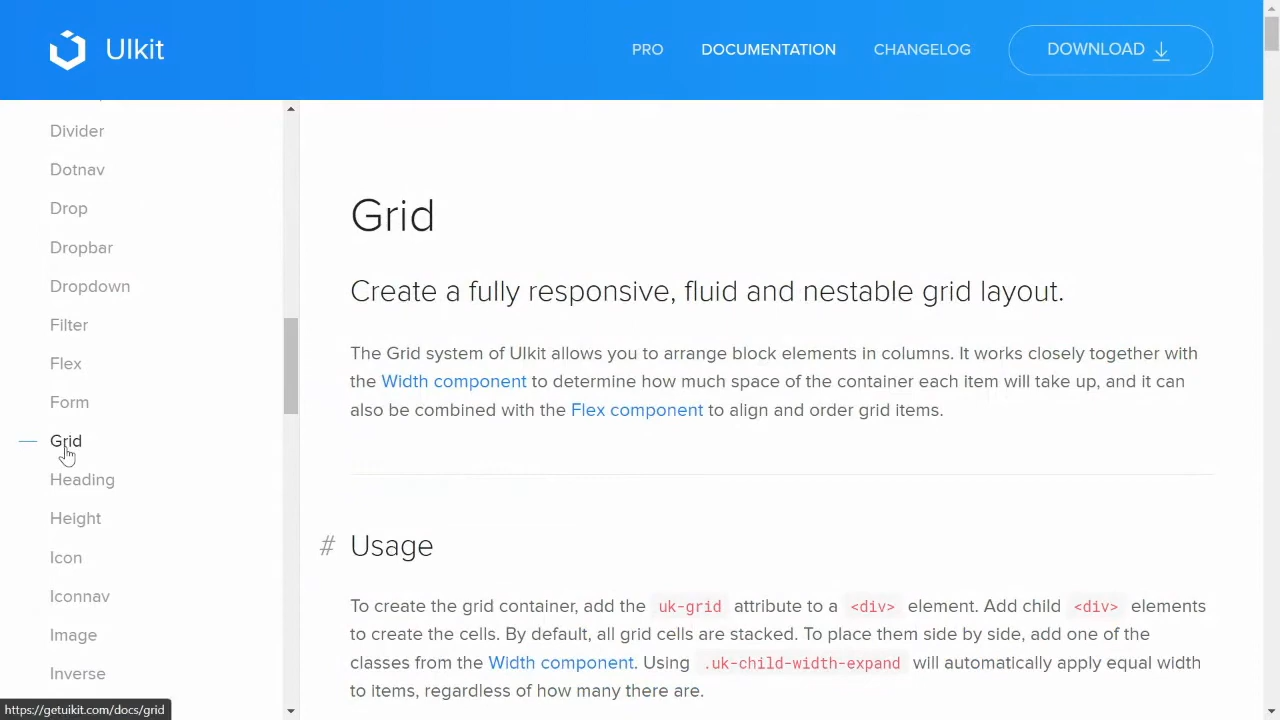 UIkit
PRO
DOCUMENTATION
CHANGELOG
DOWNLOAD
Divider
Dotnav
Drop
Dropbar
Dropdown
Filter
Flex
Form
Grid
Heading
Height
Icon
Iconnav
Image
Inverse
https://getuikit.com/docs/grid
Grid
Create a fully responsive, fluid and nestable grid layout.
The Grid system of UIkit allows you to arrange block elements in columns. It works closely together with
the Width component to determine how much space of the container each item will take up, and it can
also be combined with the Flex component to align and order grid items.
# Usage
To create the grid container, add the uk-grid attribute to a <div> element. Add child <div> elements
to create the cells. By default, all grid cells are stacked. To place them side by side, add one of the
classes from the Width component. Using .uk-child-width-expand will automatically apply equal width
to items, regardless of how many there are.